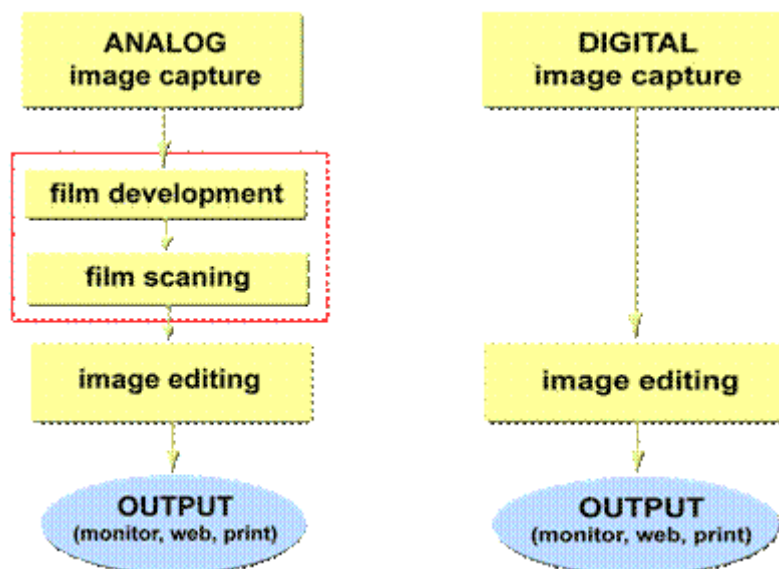 ANALOG
image capture
film development
film scaning
image editing
OUTPUT
(monitor, web, print)
DIGITAL
image capture
image editing
OUTPUT
(monitor, web, print)